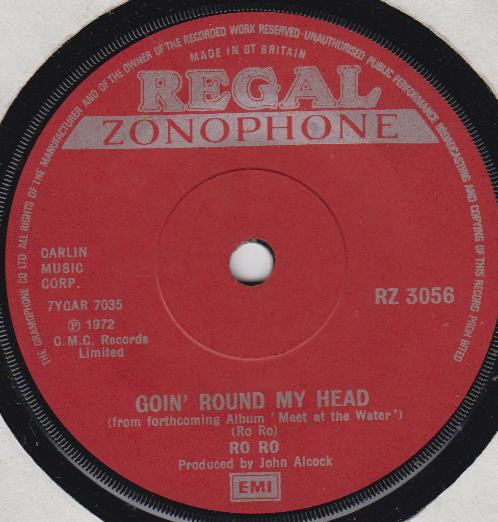 THE GRAMOPHONE CO LTD ALL RIGHTS OF THE MANUFACTURER AND OF THE OWNER OF THE RECORDED WORK RESERVED·UNAUTHORISED PUBLIC PERFORMANCE BROADCASTING AND COPYING OF THIS RECORD PROHIBITED
MADE IN GT BRITAIN
REGAL
ZONOPHONE
CARLIN
MUSIC
CORP.
7YCAR 7035
Ⓟ 1972
C.M.C. Records
Limited
RZ 3056
GOIN' ROUND MY HEAD
(from forthcoming Album 'Meet at the Water')
(Ro Ro)
RO RO
Produced by John Alcock
EMI